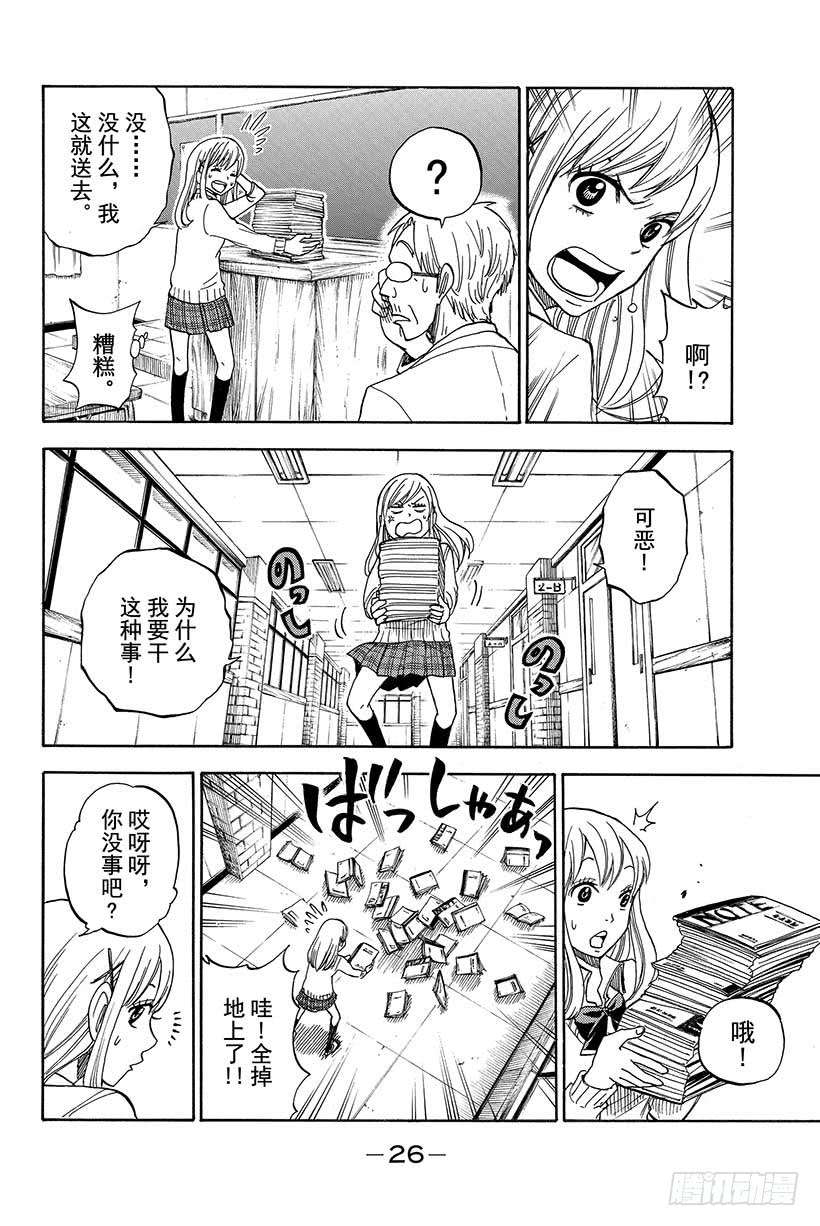 啊!?
?
没……
没什么，我
这就送去。
糟糕。
可恶！
2-B
のっし
のっし
为什么
我要干
这种事！
NOTE
哦！
ばっしゃあっ
哇！全掉
地上了!!
哎呀呀，
你没事吧？
—26—
腾讯动漫